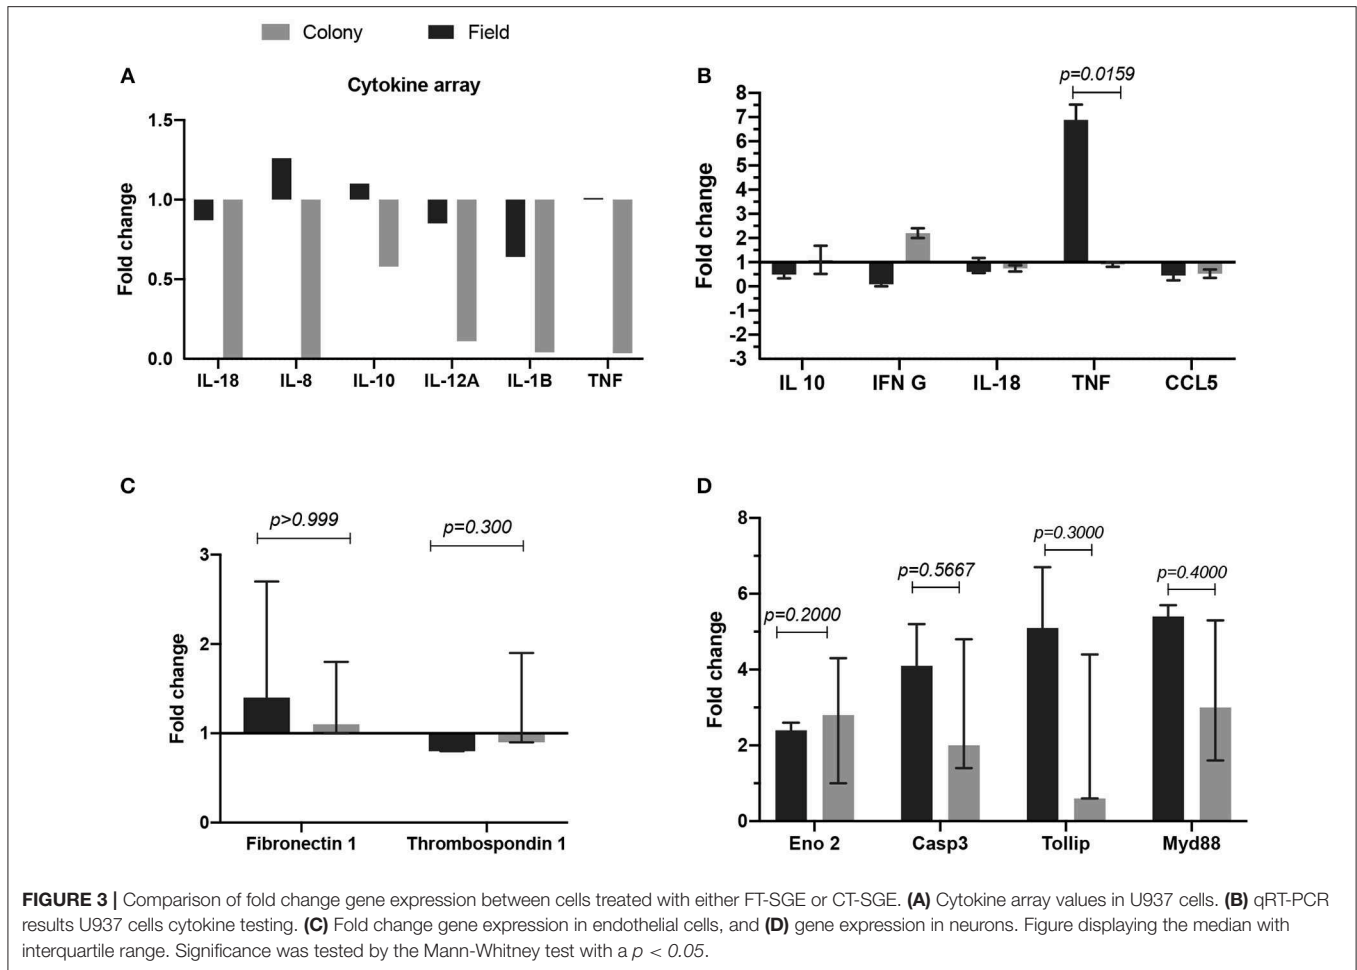 Colony Field
A
Cytokine array
Fold change
1.5
1.0
0.5
0.0
IL-18 IL-8 IL-10 IL-12A IL-1B TNF
B
p=0.0159
Fold change
8
7
6
5
4
3
2
1
0
-1
-2
-3
IL 10 IFN G IL-18 TNF CCL5
C
p>0.999
p=0.300
Fold change
3
2
1
0
Fibronectin 1 Thrombospondin 1
D
p=0.2000
p=0.5667
p=0.3000
p=0.4000
Fold change
8
6
4
2
0
Eno 2 Casp3 Tollip Myd88
FIGURE 3 | Comparison of fold change gene expression between cells treated with either FT-SGE or CT-SGE. (A) Cytokine array values in U937 cells. (B) qRT-PCR
results U937 cells cytokine testing. (C) Fold change gene expression in endothelial cells, and (D) gene expression in neurons. Figure displaying the median with
interquartile range. Significance was tested by the Mann-Whitney test with a p < 0.05.